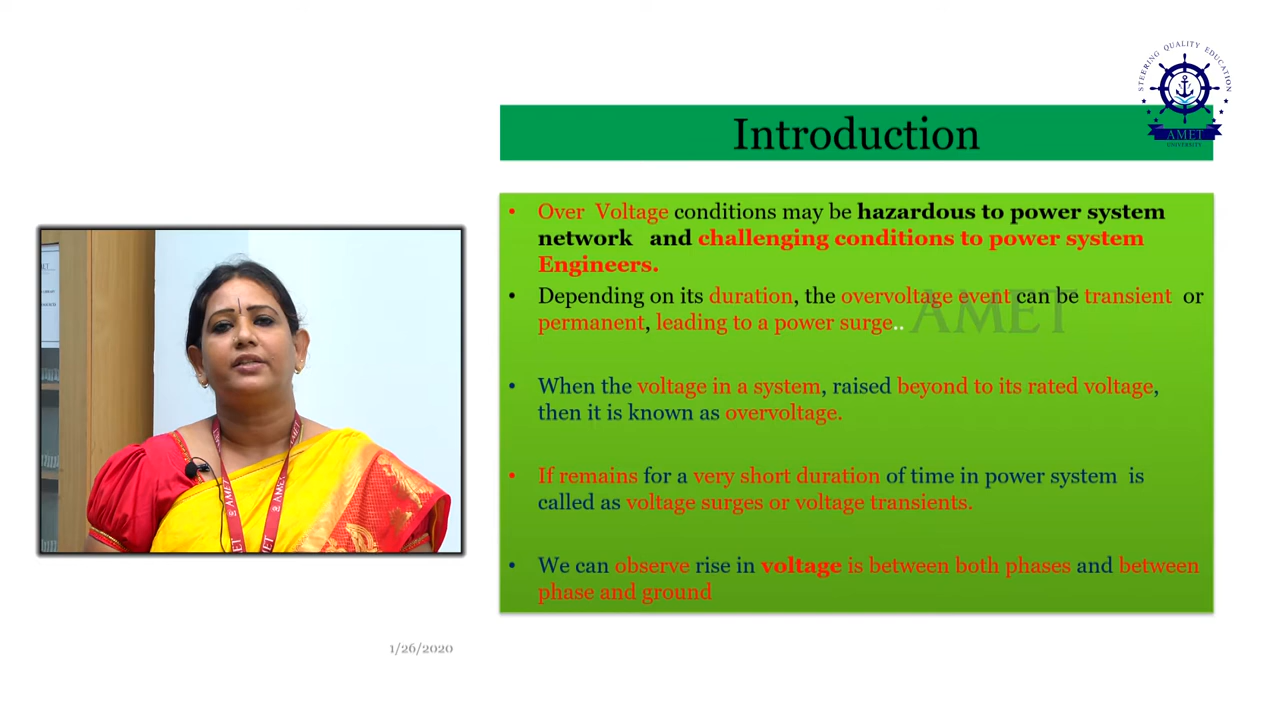 STEERING QUALITY EDUCATION
AMET
UNIVERSITY
Introduction
• Over Voltage conditions may be hazardous to power system
network and challenging conditions to power system
Engineers.
• Depending on its duration, the overvoltage event can be transient or
permanent, leading to a power surge..
AMET
• When the voltage in a system, raised beyond to its rated voltage,
then it is known as overvoltage.
• If remains for a very short duration of time in power system is
called as voltage surges or voltage transients.
• We can observe rise in voltage is between both phases and between
phase and ground
AMET
AMET
AMET
1/26/2020